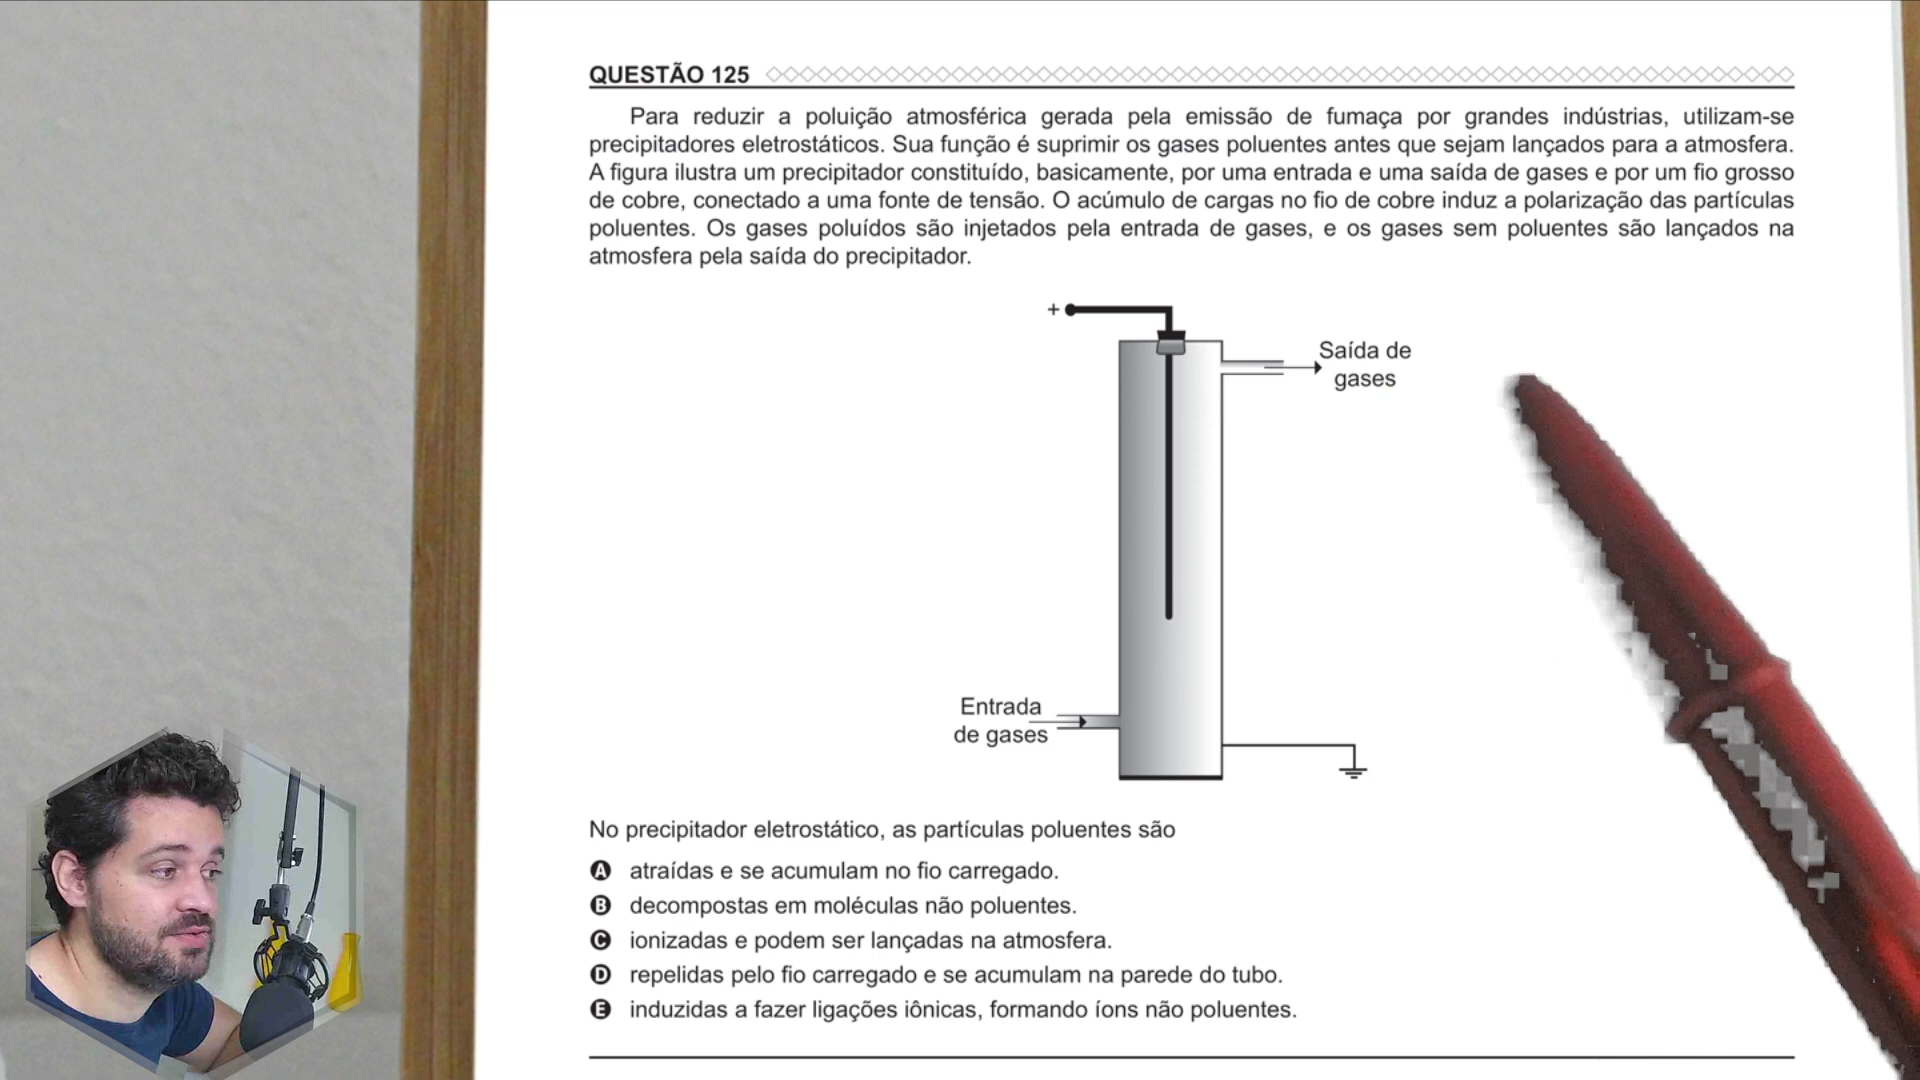 QUESTÃO 125
Para reduzir a poluição atmosférica gerada pela emissão de fumaça por grandes indústrias, utilizam-se
precipitadores eletrostáticos. Sua função é suprimir os gases poluentes antes que sejam lançados para a atmosfera.
A figura ilustra um precipitador constituído, basicamente, por uma entrada e uma saída de gases e por um fio grosso
de cobre, conectado a uma fonte de tensão. O acúmulo de cargas no fio de cobre induz a polarização das partículas
poluentes. Os gases poluídos são injetados pela entrada de gases, e os gases sem poluentes são lançados na
atmosfera pela saída do precipitador.
+
Saída de
gases
Entrada
de gases
No precipitador eletrostático, as partículas poluentes são
A atraídas e se acumulam no fio carregado.
B decompostas em moléculas não poluentes.
C ionizadas e podem ser lançadas na atmosfera.
D repelidas pelo fio carregado e se acumulam na parede do tubo.
E induzidas a fazer ligações iônicas, formando íons não poluentes.